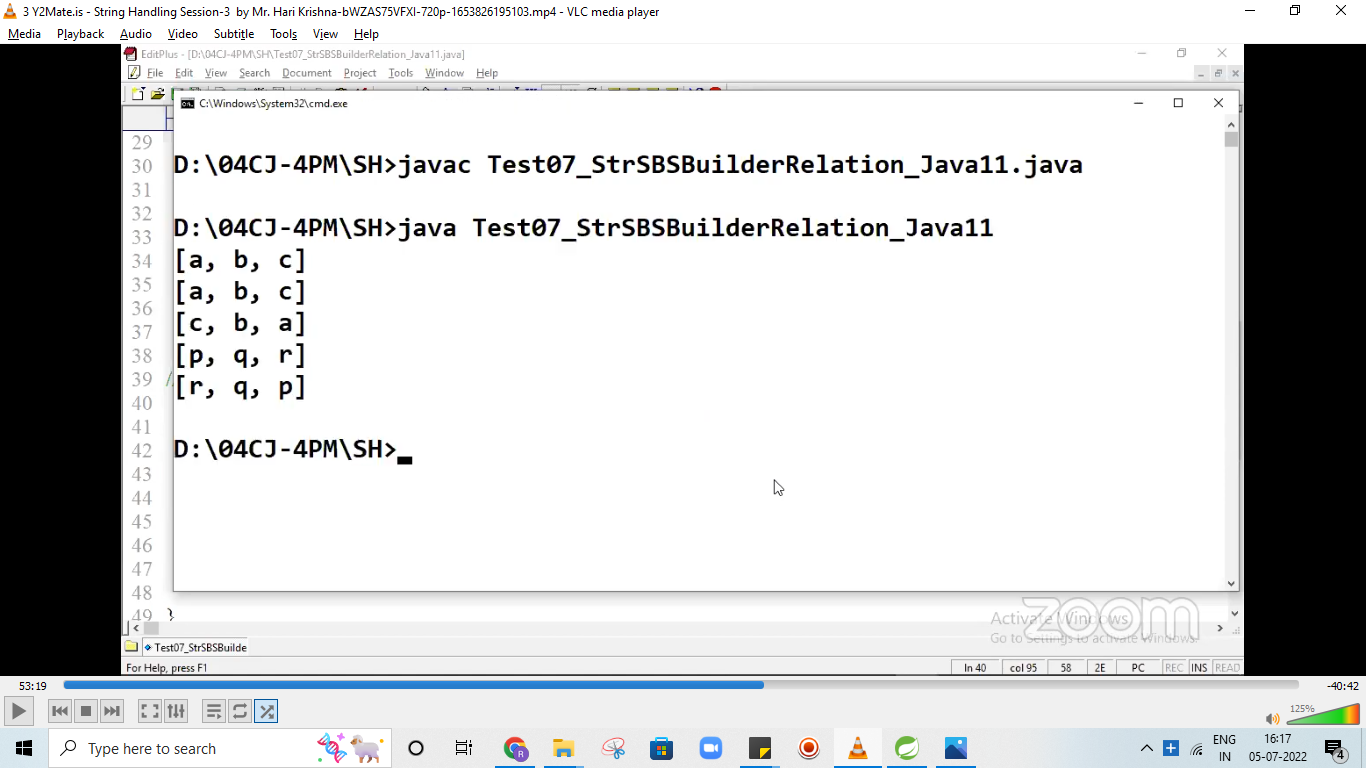 3 Y2Mate.is - String Handling Session-3  by Mr. Hari Krishna-bWZAS75VFXI-720p-1653826195103.mp4 - VLC media player
Media Playback Audio Video Subtitle Tools View Help
EditPlus - [D:\04CJ-4PM\SH\Test07_StrSBSBuilderRelation_Java11.java]
File Edit View Search Document Project Tools Window Help
C:\Windows\System32\cmd.exe
29
30 D:\04CJ-4PM\SH>javac Test07_StrSBSBuilderRelation_Java11.java
31
32
33 D:\04CJ-4PM\SH>java Test07_StrSBSBuilderRelation_Java11
34 [a, b, c]
35 [a, b, c]
36
37 [c, b, a]
38 [p, q, r]
39 // [r, q, p]
40
41
42 D:\04CJ-4PM\SH>
43
44
45
46
47
48
49 }
zoom
Activate Windows
Go to Settings to activate Windows.
Test07_StrSBSBuilde
For Help, press F1 ln 40 col 95 58 2E PC REC INS READ
53:19 -40:42
125%
Type here to search
R
ENG 16:17
IN 05-07-2022 4